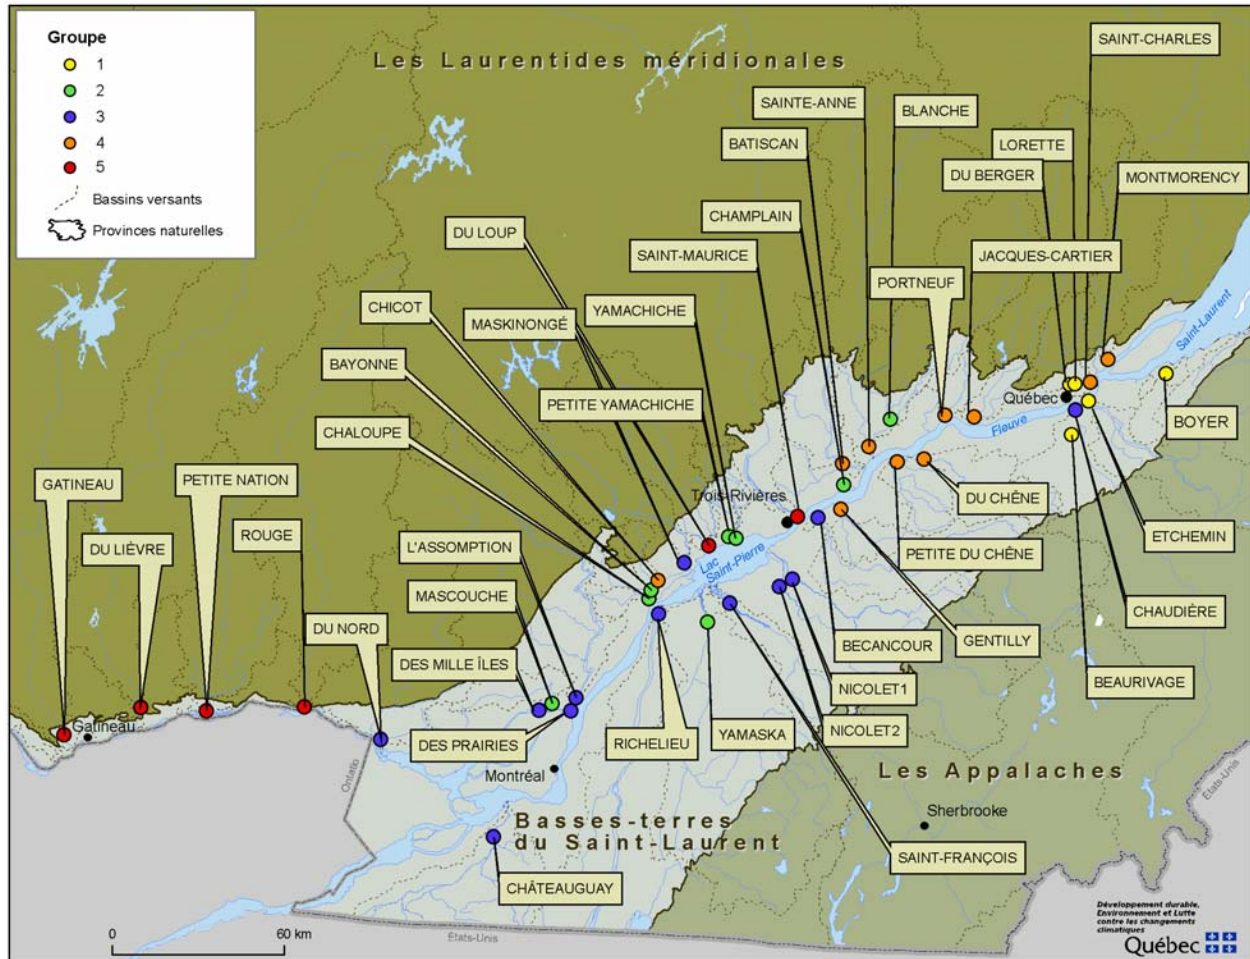 Groupe
1
2
3
4
5
Bassins versants
Provinces naturelles
Les Laurentides méridionales
SAINT-CHARLES
SAINTE-ANNE
BLANCHE
BATISCAN
LORETTE
DU BERGER
MONTMORENCY
CHAMPLAIN
DU LOUP
SAINT-MAURICE
JACQUES-CARTIER
PORTNEUF
CHICOT
MASKINONGÉ
YAMACHICHE
Saint-Laurent
BAYONNE
PETITE YAMACHICHE
Québec
Fleuve
BOYER
CHALOUPE
GATINEAU
PETITE NATION
Trois-Rivières
DU CHÊNE
ROUGE
DU LIÈVRE
L'ASSOMPTION
Lac
Saint-Pierre
ETCHEMIN
PETITE DU CHÊNE
MASCOUCHE
CHAUDIÈRE
DU NORD
BECANCOUR
GENTILLY
DES MILLE ÎLES
NICOLET1
BEAURIVAGE
Gatineau
DES PRAIRIES
RICHELIEU
YAMASKA
NICOLET2
Ontario
Montréal
Les Appalaches
États-Unis
Sherbrooke
Basses-terres
du Saint-Laurent
SAINT-FRANÇOIS
CHÂTEAUGUAY
États-Unis
0
60 km
Développement durable,
Environnement et Lutte
contre les changements
climatiques
Québec